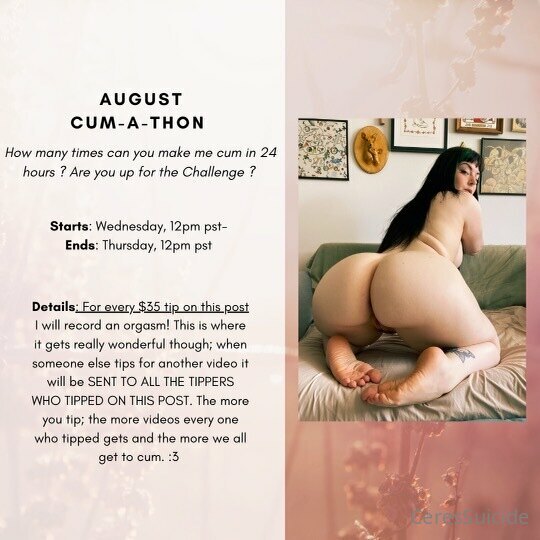 AUGUST
CUM-A-THON
How many times can you make me cum in 24
hours ? Are you up for the Challenge ?
Starts: Wednesday, 12pm pst-
Ends: Thursday, 12pm pst
Details: For every $35 tip on this post
I will record an orgasm! This is where
it gets really wonderful though; when
someone else tips for another video it
will be SENT TO ALL THE TIPPERS
WHO TIPPED ON THIS POST. The more
you tip; the more videos every one
who tipped gets and the more we all
get to cum. :3
CeresSuicide